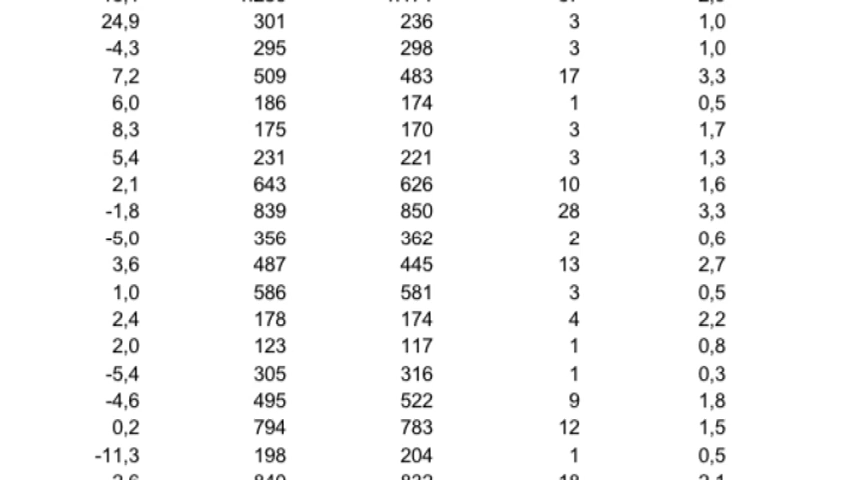 24,9 301 236 3 1,0
-4,3 295 298 3 1,0
7,2 509 483 17 3,3
6,0 186 174 1 0,5
8,3 175 170 3 1,7
5,4 231 221 3 1,3
2,1 643 626 10 1,6
-1,8 839 850 28 3,3
-5,0 356 362 2 0,6
3,6 487 445 13 2,7
1,0 586 581 3 0,5
2,4 178 174 4 2,2
2,0 123 117 1 0,8
-5,4 305 316 1 0,3
-4,6 495 522 9 1,8
0,2 794 783 12 1,5
-11,3 198 204 1 0,5